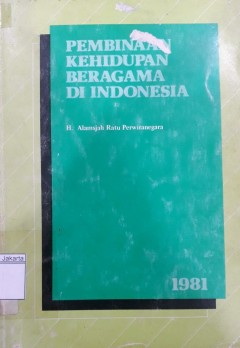 PEMBINAAN
KEHIDUPAN
BERAGAMA
DI INDONESIA
H. Alamsjah Ratu Perwiranegara
Jakarta
1981